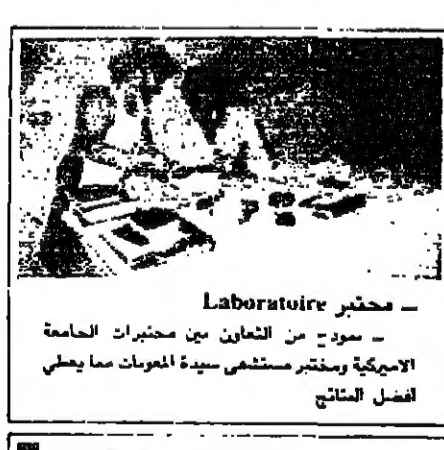 – مختبر Laboratoire
– نموذج من التعاون بين مختبرات الجامعة
الاميركية ومختبر مستشفى سيدة المعونات مما يعطي
افضل النتائج